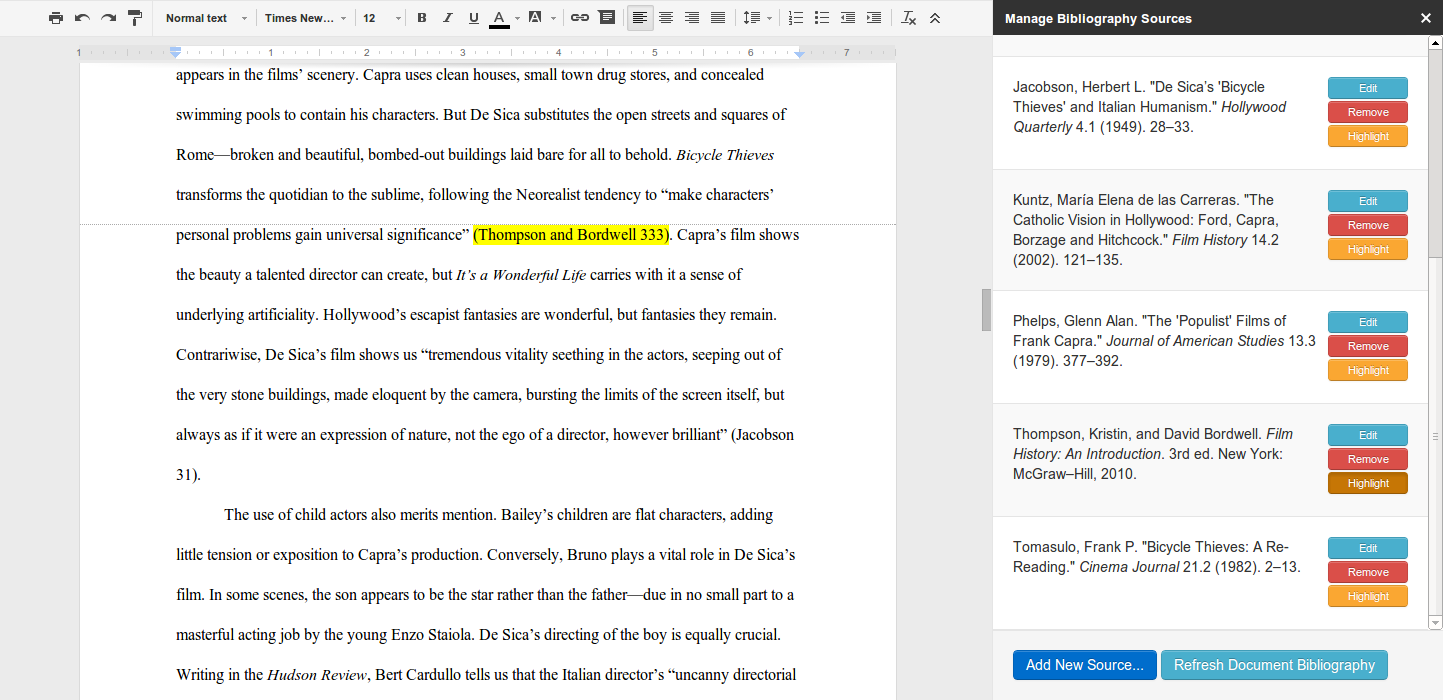 Normal text
Times New...
12
B
I
U
A
A
Manage Bibliography Sources
1 1 2 3 4 5 6 7
appears in the films’ scenery. Capra uses clean houses, small town drug stores, and concealed
swimming pools to contain his characters. But De Sica substitutes the open streets and squares of
Rome—broken and beautiful, bombed-out buildings laid bare for all to behold. Bicycle Thieves
transforms the quotidian to the sublime, following the Neorealist tendency to “make characters’
personal problems gain universal significance” (Thompson and Bordwell 333). Capra’s film shows
the beauty a talented director can create, but It’s a Wonderful Life carries with it a sense of
underlying artificiality. Hollywood’s escapist fantasies are wonderful, but fantasies they remain.
Contrariwise, De Sica’s film shows us “tremendous vitality seething in the actors, seeping out of
the very stone buildings, made eloquent by the camera, bursting the limits of the screen itself, but
always as if it were an expression of nature, not the ego of a director, however brilliant” (Jacobson
31).
The use of child actors also merits mention. Bailey’s children are flat characters, adding
little tension or exposition to Capra’s production. Conversely, Bruno plays a vital role in De Sica’s
film. In some scenes, the son appears to be the star rather than the father—due in no small part to a
masterful acting job by the young Enzo Staiola. De Sica’s directing of the boy is equally crucial.
Writing in the Hudson Review, Bert Cardullo tells us that the Italian director’s “uncanny directorial
Jacobson, Herbert L. "De Sica’s 'Bicycle
Thieves' and Italian Humanism." Hollywood
Quarterly 4.1 (1949). 28–33.
Edit
Remove
Highlight
Kuntz, María Elena de las Carreras. "The
Catholic Vision in Hollywood: Ford, Capra,
Borzage and Hitchcock." Film History 14.2
(2002). 121–135.
Edit
Remove
Highlight
Phelps, Glenn Alan. "The 'Populist' Films of
Frank Capra." Journal of American Studies 13.3
(1979). 377–392.
Edit
Remove
Highlight
Thompson, Kristin, and David Bordwell. Film
History: An Introduction. 3rd ed. New York:
McGraw–Hill, 2010.
Edit
Remove
Highlight
Tomasulo, Frank P. "Bicycle Thieves: A Re-
Reading." Cinema Journal 21.2 (1982). 2–13.
Edit
Remove
Highlight
Add New Source...
Refresh Document Bibliography